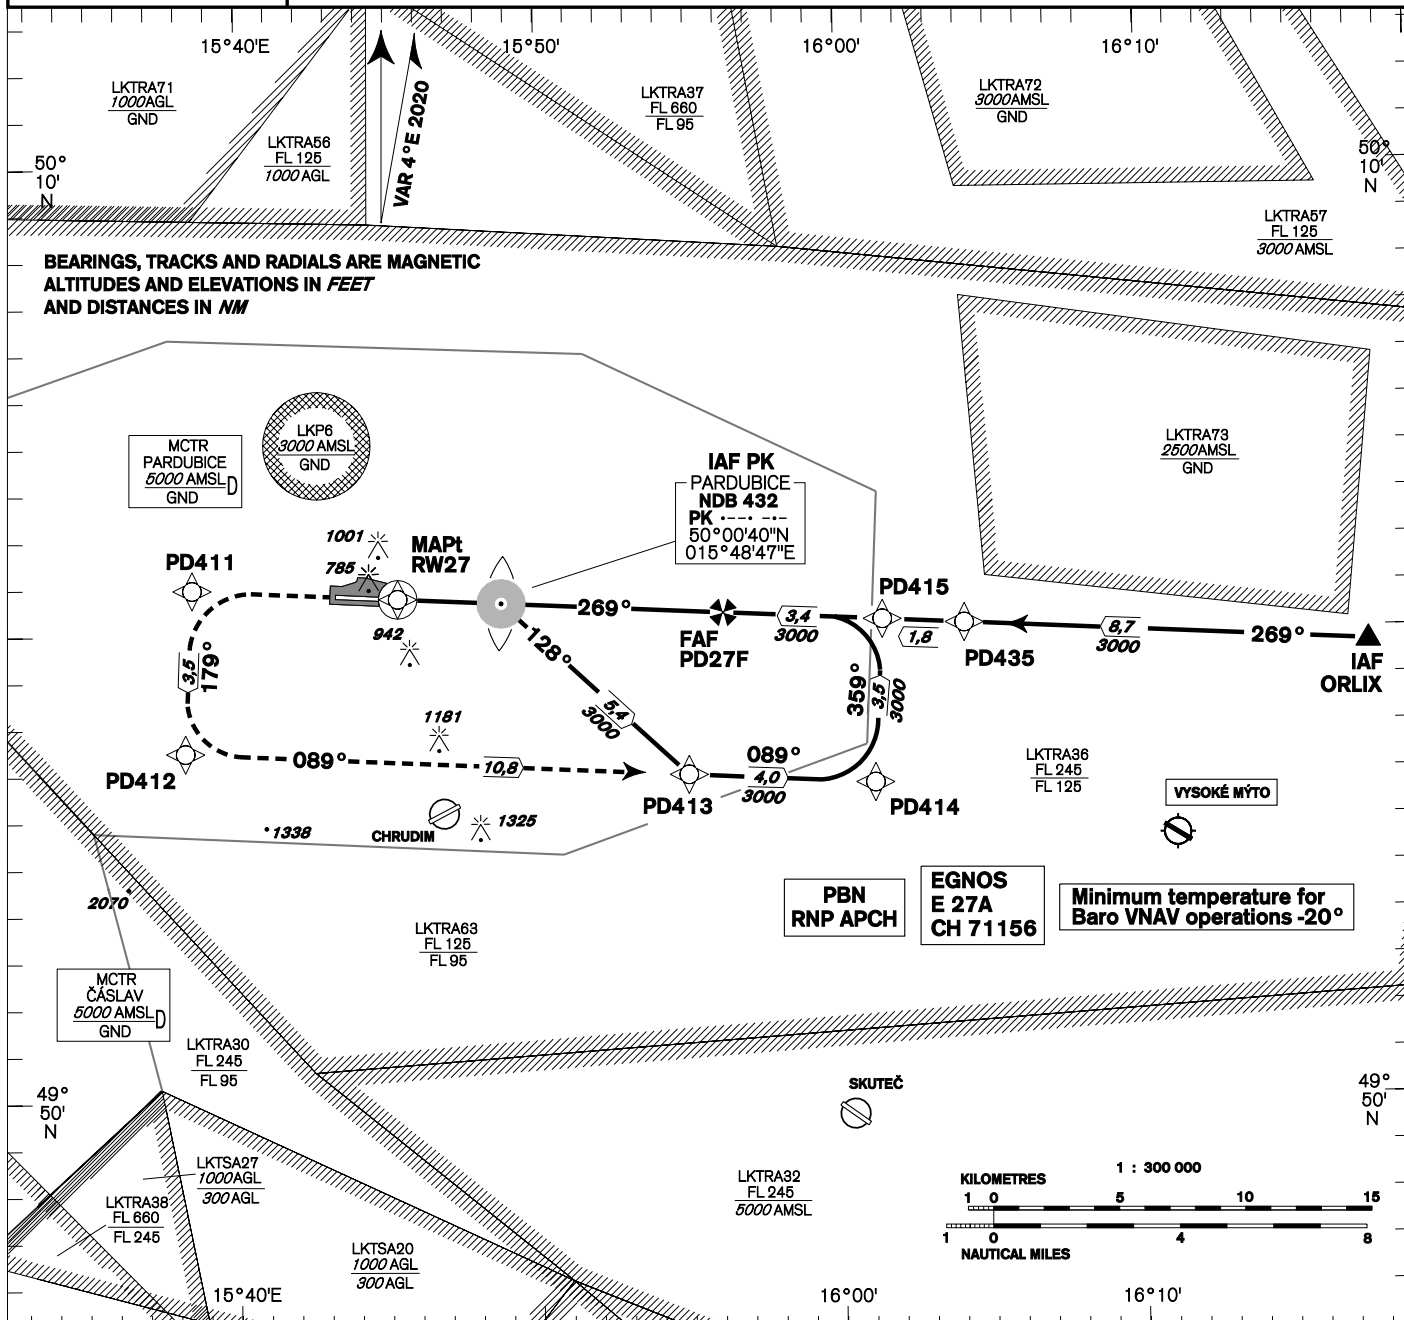 15°40'E
15°50'
16°00'
16°10'
LKTRA71
1000AGL
GND
LKTRA56
FL 125
1000 AGL
VAR 4°E 2020
LKTRA37
FL 660
FL 95
LKTRA72
3000AMSL
GND
50°
10'
N
50°
10'
N
LKTRA57
FL 125
3000 AMSL
BEARINGS, TRACKS AND RADIALS ARE MAGNETIC
ALTITUDES AND ELEVATIONS IN FEET
AND DISTANCES IN NM
MCTR
PARDUBICE
5000 AMSL D
GND
LKP6
3000 AMSL
GND
LKTRA73
2500AMSL
GND
IAF PK
PARDUBICE
NDB 432
PK ·--· -·-
50°00'40"N
015°48'47"E
1001
785
MAPt
RW27
PD411
942
269°
FAF
PD27F
3,4
3000
PD415
1,8
PD435
8,7
3000
269°
IAF
ORLIX
128°
5,4
3000
359°
3,5
3000
3,5
179°
PD412
089°
1181
10,8
PD413
089°
4,0
3000
PD414
LKTRA36
FL 245
FL 125
VYSOKÉ MÝTO
1338
CHRUDIM
1325
2070
PBN
RNP APCH
EGNOS
E 27A
CH 71156
Minimum temperature for
Baro VNAV operations -20°
LKTRA63
FL 125
FL 95
MCTR
ČÁSLAV
5000 AMSL D
GND
LKTRA30
FL 245
FL 95
49°
50'
N
SKUTEČ
49°
50'
N
LKTSA27
1000AGL
300 AGL
LKTRA38
FL 660
FL 245
LKTSA20
1000 AGL
300 AGL
LKTRA32
FL 245
5000 AMSL
1 : 300 000
KILOMETRES
1 0 5 10 15
1 0 4 8
NAUTICAL MILES
15°40'E
16°00'
16°10'